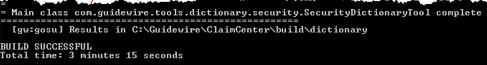 = Main class com.guidewire.tools.dictionary.security.SecurityDictionaryTool complete
=============================================
[gw:gosu] Results in C:\Guidewire\ClaimCenter\build\dictionary
BUILD SUCCESSFUL
Total time: 3 minutes 15 seconds